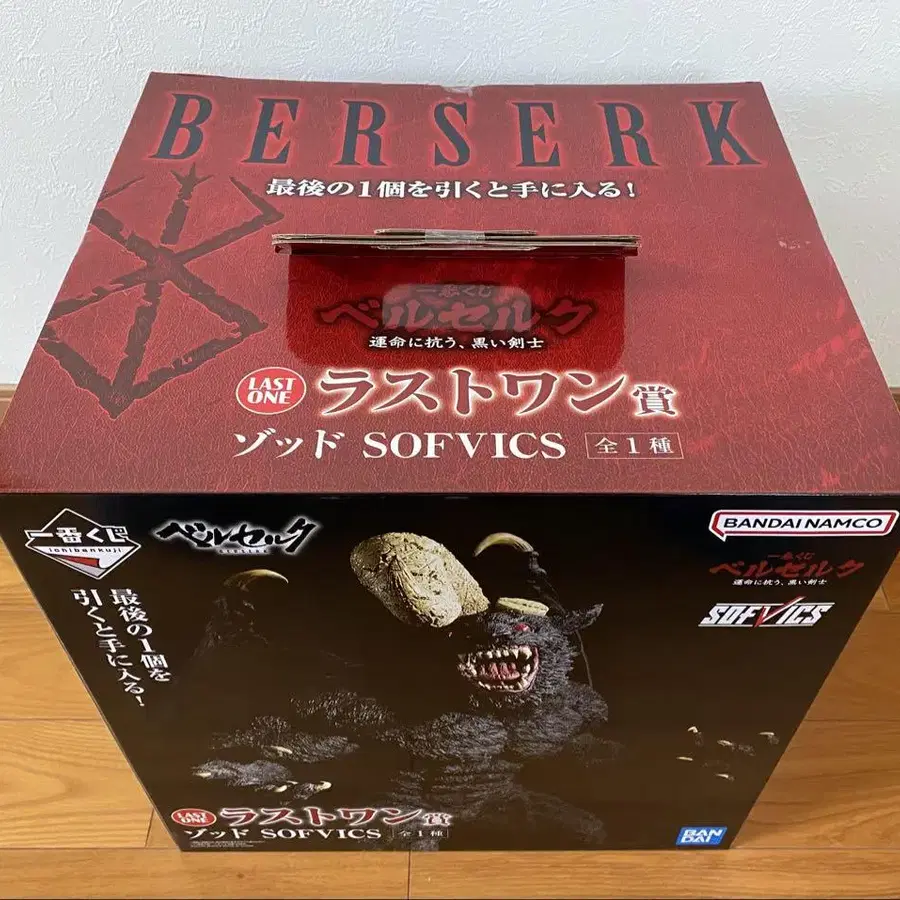 BERSERK
最後の1個を引くと手に入る!
一番くじ
ベルセルク
運命に抗う、黒い剣士
LAST ONE ラストワン賞
ゾッド SOFVICS 全1種
一番くじ
ichibankuji
ベルセルク
BERSERK
最後の1個を
引くと手に入る!
BANDAI NAMCO
一番くじ
ベルセルク
運命に抗う、黒い剣士
SOFVICS
LAST ONE ラストワン賞
ゾッド SOFVICS 全1種
BAN
DAI